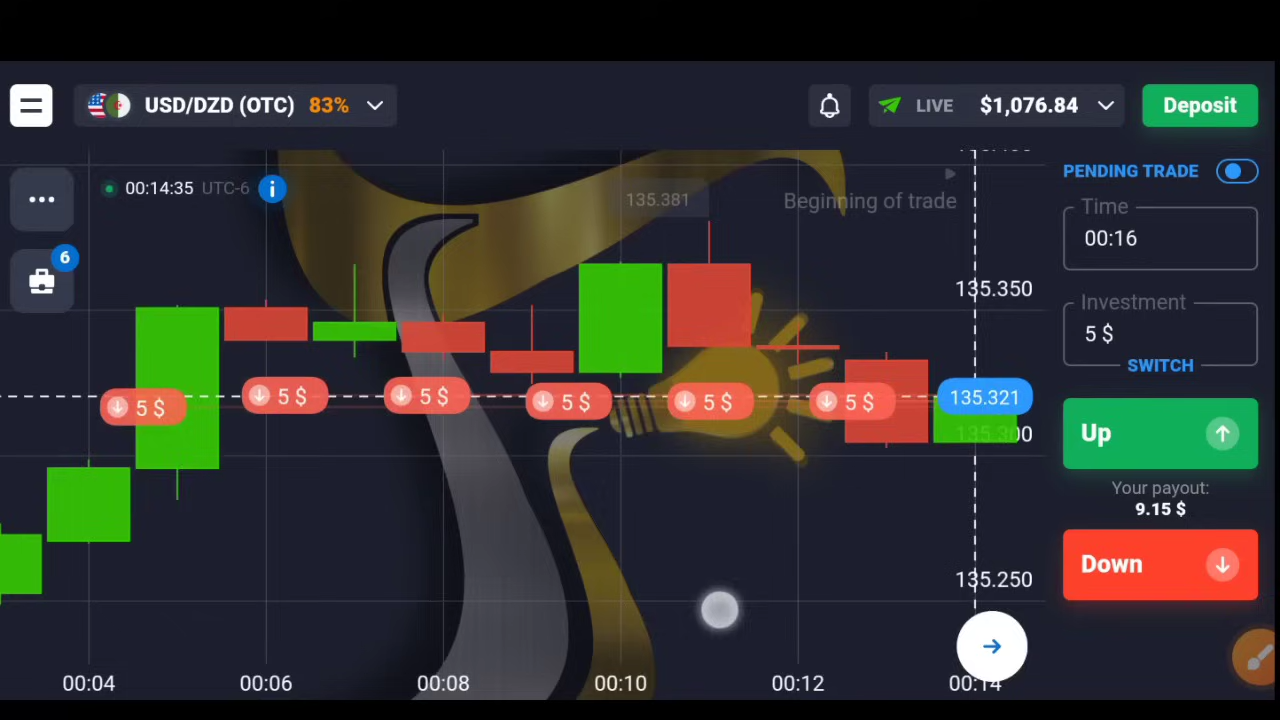 USD/DZD (OTC) 83%
LIVE $1,076.84
Deposit
00:14:35 UTC-6
135.381
Beginning of trade
PENDING TRADE
Time
00:16
6
135.350
Investment
5 $
SWITCH
5 $
5 $
5 $
5 $
5 $
5 $
135.321
135.300
Up
Your payout:
9.15 $
Down
135.250
00:04
00:06
00:08
00:10
00:12
00:14